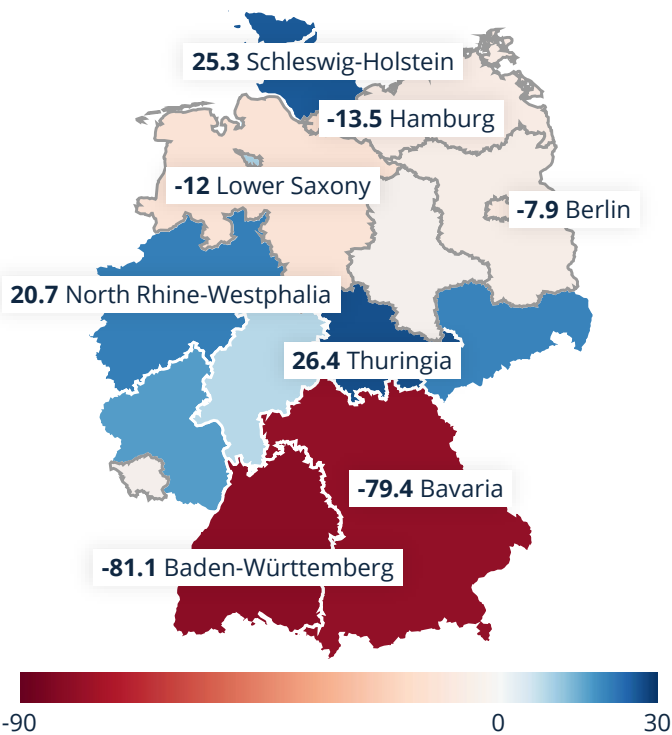 25.3 Schleswig-Holstein
-13.5 Hamburg
-12 Lower Saxony
-7.9 Berlin
20.7 North Rhine-Westphalia
26.4 Thuringia
-79.4 Bavaria
-81.1 Baden-Württemberg
-90 0 30